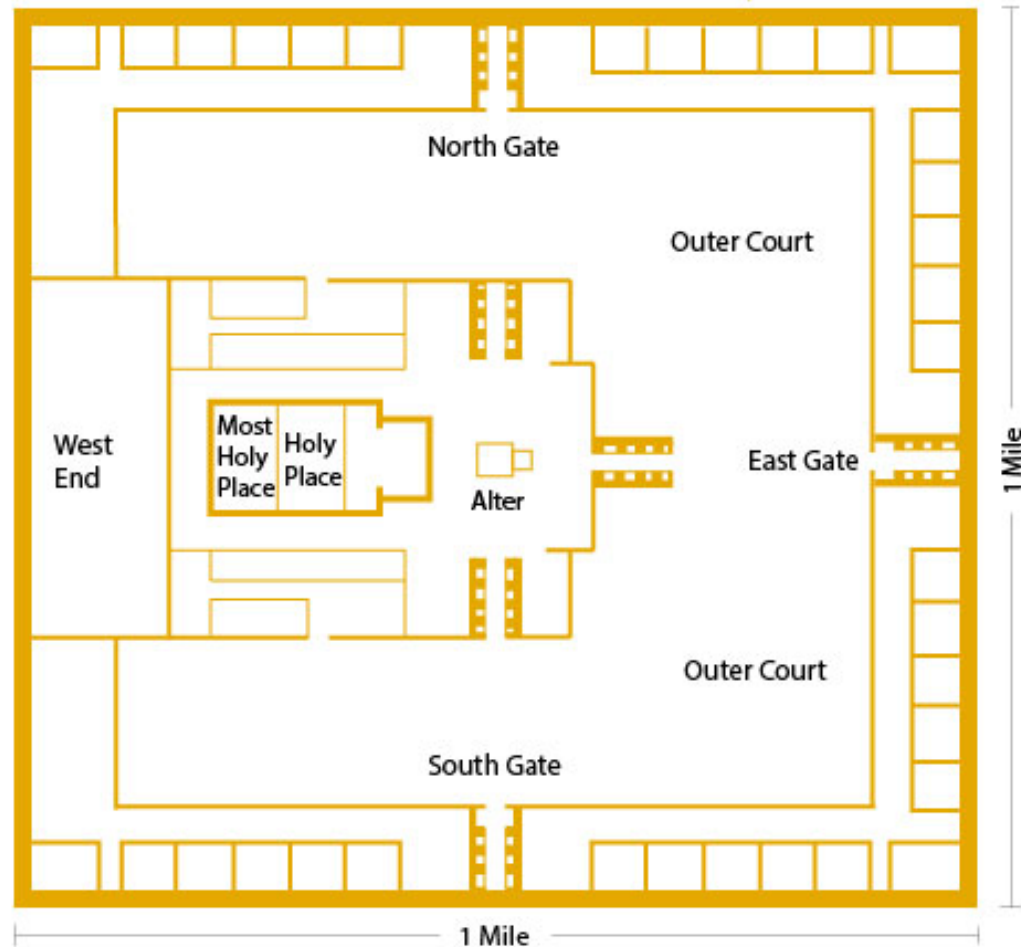 North Gate
Outer Court
West
End
Most
Holy
Place
Holy
Place
East Gate
1 Mile
Alter
Outer Court
South Gate
1 Mile